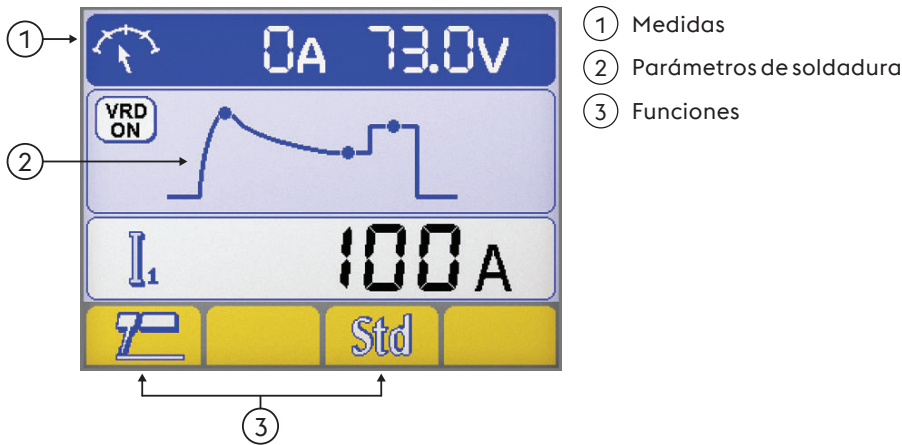 1
0A 73.0V
1 Medidas
2 Parámetros de soldadura
3 Funciones
VRD
ON
2
I1 100A
Std
3